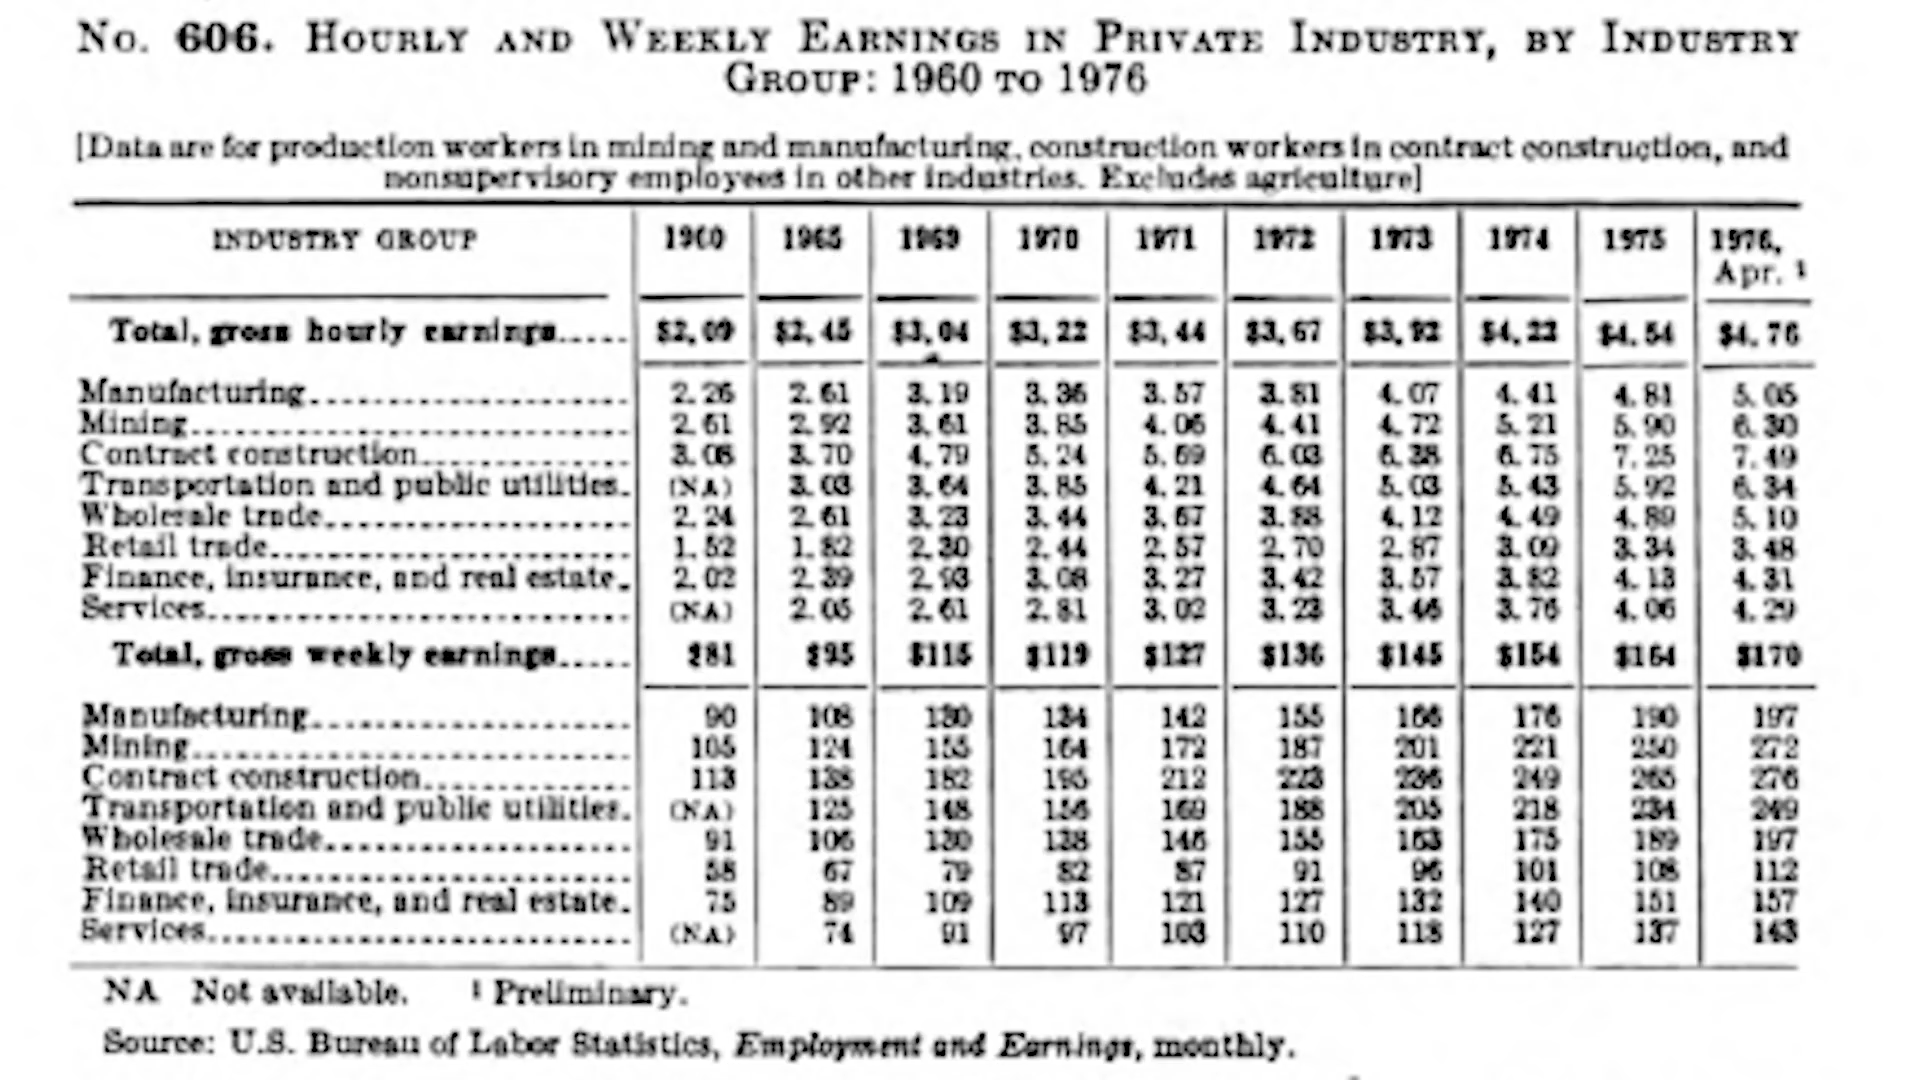 No. 606. Hourly and Weekly Earnings in Private Industry, by Industry
Group: 1960 to 1976
[Data are for production workers in mining and manufacturing, construction workers in contract construction, and
nonsupervisory employees in other industries. Excludes agriculture]
INDUSTRY GROUP 1960 1965 1969 1970 1971 1972 1973 1974 1975 1976,
Apr. ¹
Total, gross hourly earnings..... $2.09 $2.45 $3.04 $3.22 $3.44 $3.67 $3.92 $4.22 $4.54 $4.76
Manufacturing 2.26 2.61 3.19 3.36 3.57 3.81 4.07 4.41 4.81 5.05
Mining 2.61 2.92 3.61 3.85 4.06 4.41 4.72 5.21 5.90 6.30
Contract construction 3.08 3.70 4.79 5.24 5.69 6.03 6.38 6.75 7.25 7.49
Transportation and public utilities. (NA) 3.03 3.64 3.85 4.21 4.64 5.03 5.43 5.92 6.34
Wholesale trade 2.24 2.61 3.23 3.44 3.67 3.88 4.12 4.49 4.89 5.10
Retail trade 1.52 1.82 2.30 2.44 2.57 2.70 2.87 3.09 3.34 3.48
Finance, insurance, and real estate. 2.02 2.39 2.93 3.08 3.27 3.42 3.57 3.82 4.13 4.31
Services (NA) 2.05 2.61 2.81 3.02 3.23 3.46 3.76 4.06 4.29
Total, gross weekly earnings..... $81 $95 $115 $119 $127 $136 $145 $154 $164 $170
Manufacturing 90 108 130 134 142 155 166 176 190 197
Mining 105 124 155 164 172 187 201 221 250 272
Contract construction 113 138 182 195 212 223 236 249 265 276
Transportation and public utilities. (NA) 125 148 156 169 188 205 218 234 249
Wholesale trade 91 106 130 138 146 155 163 175 189 197
Retail trade 58 67 79 82 87 91 96 101 108 112
Finance, insurance, and real estate. 75 89 109 113 121 127 132 140 151 157
Services (NA) 74 91 97 103 110 118 127 137 143
NA Not available. ¹ Preliminary.
Source: U.S. Bureau of Labor Statistics, Employment and Earnings, monthly.